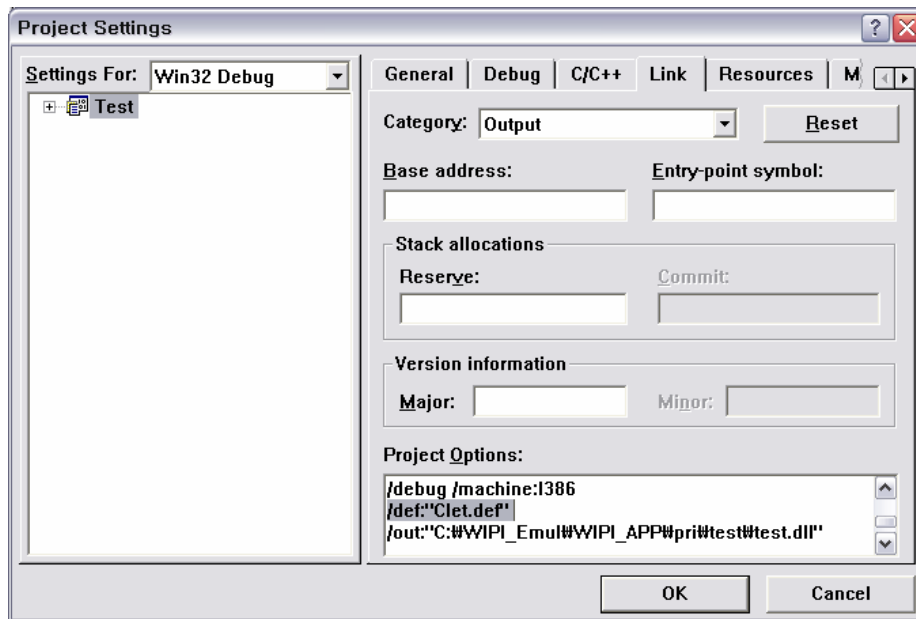 Project Settings
Settings For: Win32 Debug
Test
General Debug C/C++ Link Resources M
Category: Output Reset
Base address: Entry-point symbol:
Stack allocations
Reserve: Commit:
Version information
Major: Minor:
Project Options:
/debug /machine:I386
/def:"Clet.def"
/out:"C:₩WIPI_Emul₩WIPI_APP₩pri₩test₩test.dll"
OK Cancel